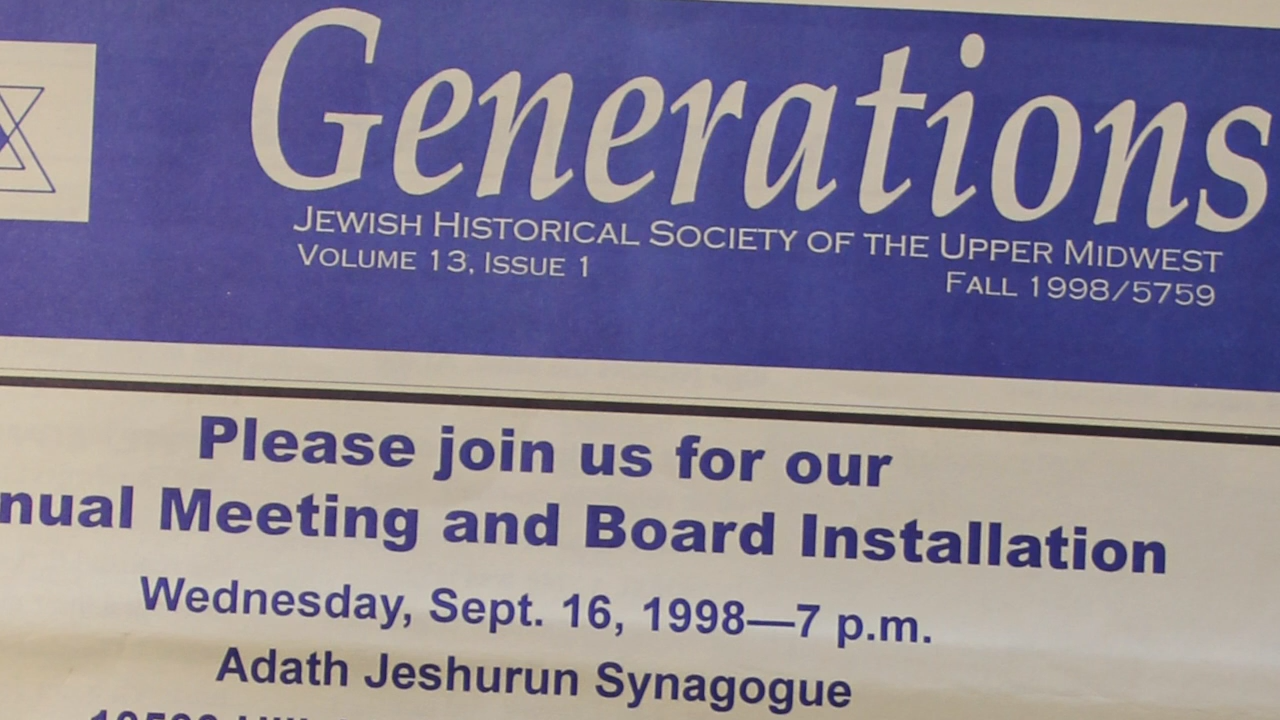 Generations
JEWISH HISTORICAL SOCIETY OF THE UPPER MIDWEST
VOLUME 13, ISSUE 1
FALL 1998/5759
Please join us for our
nual Meeting and Board Installation
Wednesday, Sept. 16, 1998—7 p.m.
Adath Jeshurun Synagogue